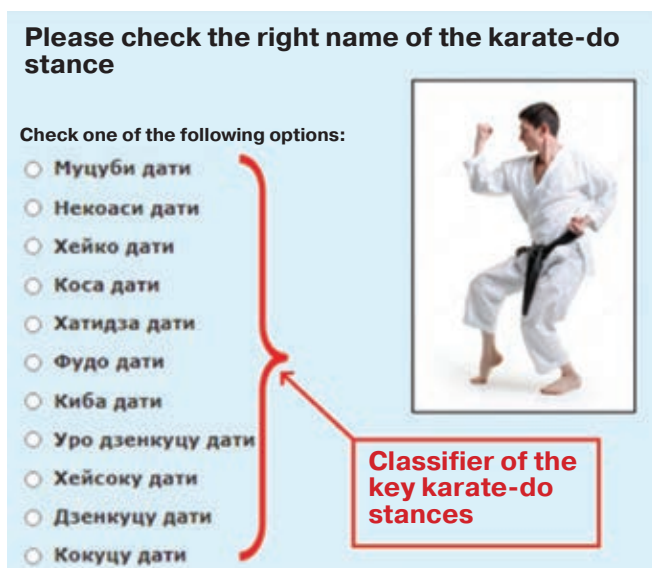 Please check the right name of the karate-do
stance
Check one of the following options:
Муцуби дати
Некоаси дати
Хейко дати
Коса дати
Хатидза дати
Фудо дати
Киба дати
Уро дзенкуцу дати
Хейсоку дати
Дзенкуцу дати
Кокуцу дати
Classifier of the
key karate-do
stances